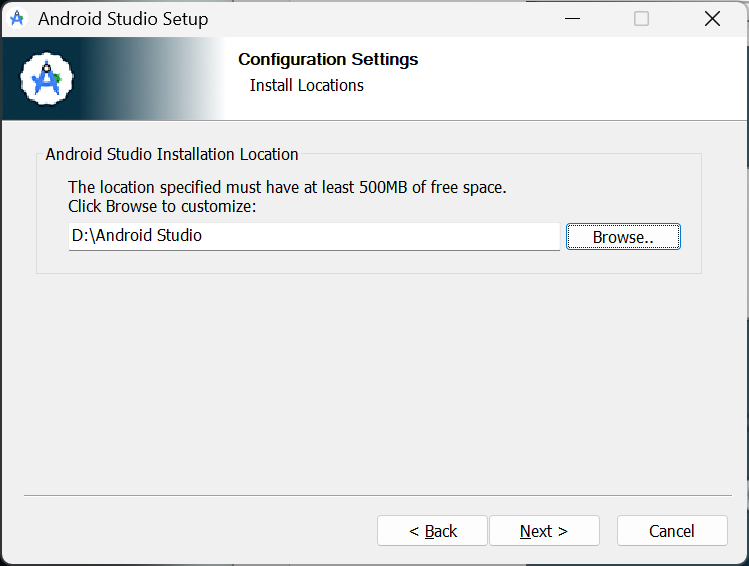 Android Studio Setup
Configuration Settings
Install Locations
Android Studio Installation Location
The location specified must have at least 500MB of free space.
Click Browse to customize:
D:\Android Studio
Browse..
< Back
Next >
Cancel